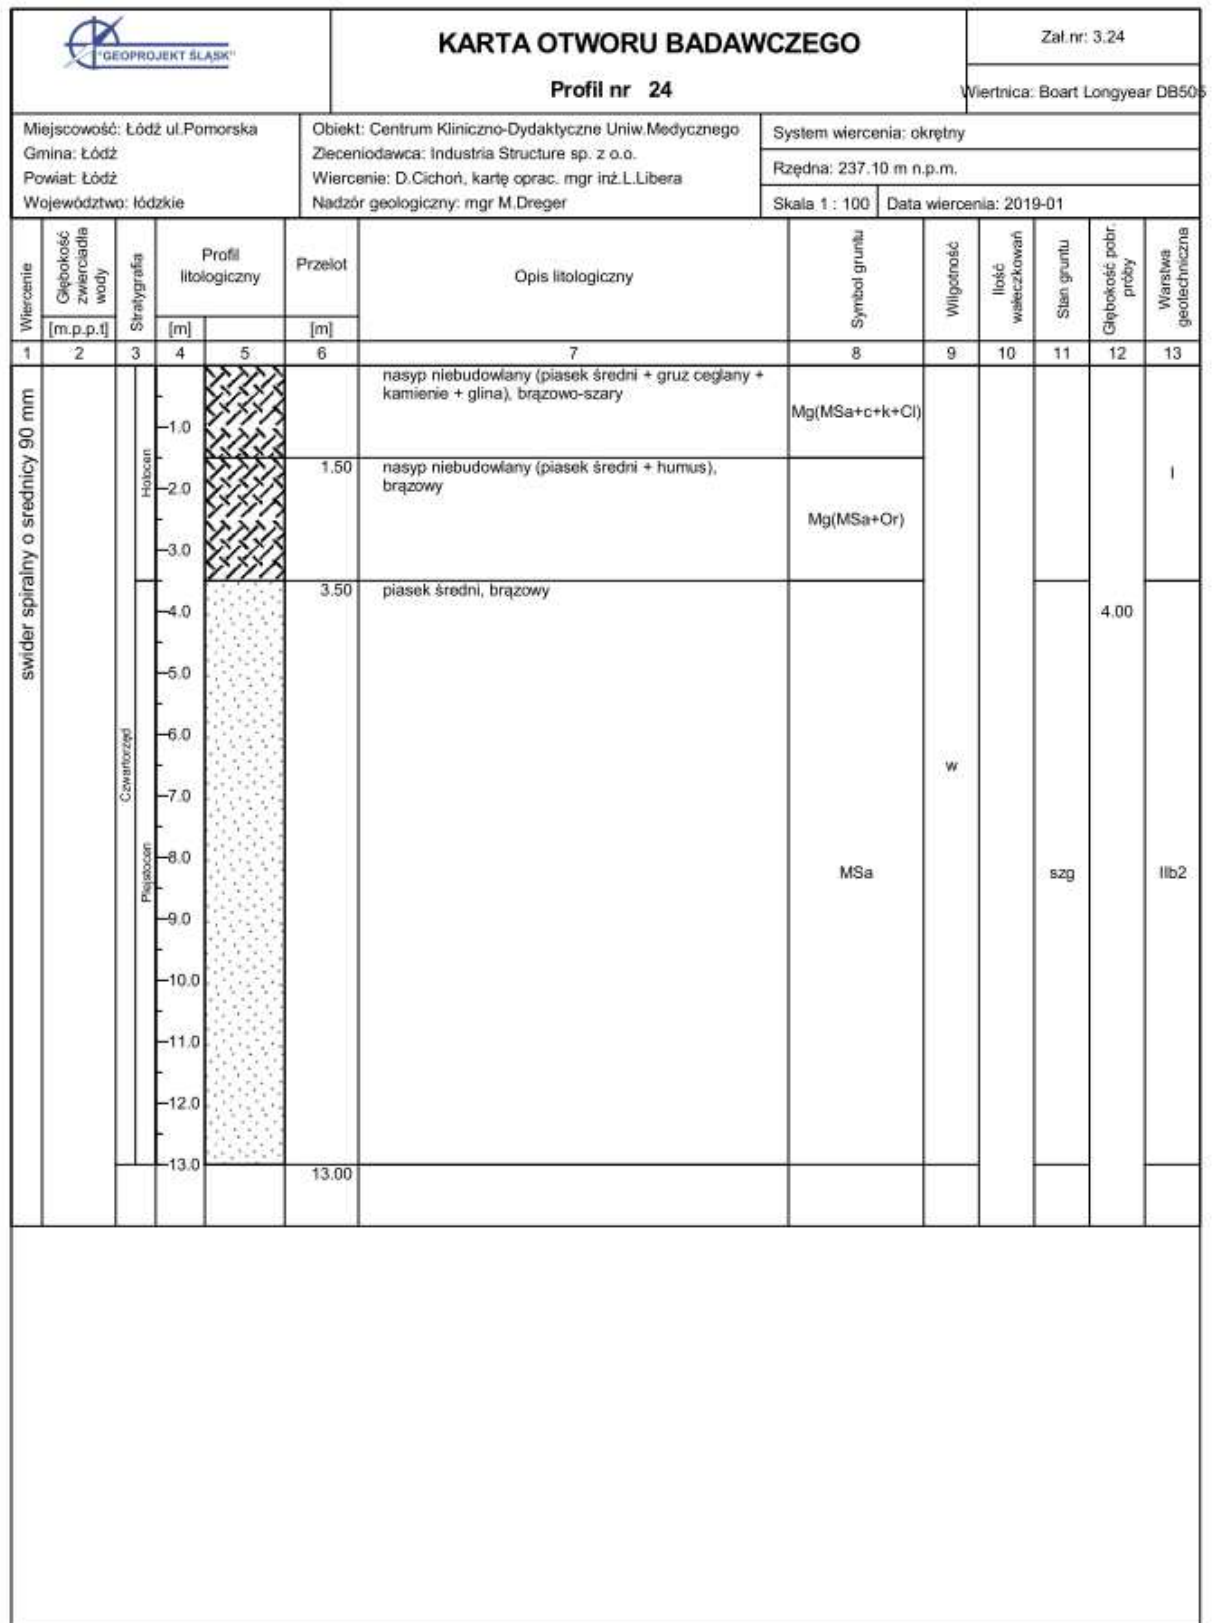 "GEOPROJEKT ŚLĄSK"
KARTA OTWORU BADAWCZEGO
Profil nr 24
Zał.nr: 3.24
Wiertnica: Boart Longyear DB505
Miejscowość: Łódź ul.Pomorska
Gmina: Łódź
Powiat: Łódź
Województwo: łódzkie
Obiekt: Centrum Kliniczno-Dydaktyczne Uniw.Medycznego
Zleceniodawca: Industria Structure sp. z o.o.
Wiercenie: D.Cichoń, kartę oprac. mgr inż.L.Libera
Nadzór geologiczny: mgr M.Dreger
System wiercenia: okrętny
Rzędna: 237.10 m n.p.m.
Skala 1 : 100
Data wiercenia: 2019-01
Wiercenie
Głębokość
zwierciadła
wody
[m.p.p.t]
Stratygrafia
Profil
litologiczny
[m]
Przelot
[m]
Opis litologiczny
Symbol gruntu
Wilgotność
Ilość
wałeczkowań
Stan gruntu
Głębokość pobr.
próby
Warstwa
geotechniczna
1 2 3 4 5 6 7 8 9 10 11 12 13
swider spiralny o srednicy 90 mm
Czwartorzęd
Holocen
Plejstocen
1.0
2.0
3.0
4.0
5.0
6.0
7.0
8.0
9.0
10.0
11.0
12.0
13.0
nasyp niebudowlany (piasek średni + gruz ceglany +
kamienie + glina), brązowo-szary
Mg(MSa+c+k+Cl)
1.50
nasyp niebudowlany (piasek średni + humus),
brązowy
Mg(MSa+Or)
I
3.50
piasek średni, brązowy
4.00
w
MSa
szg
IIb2
13.00